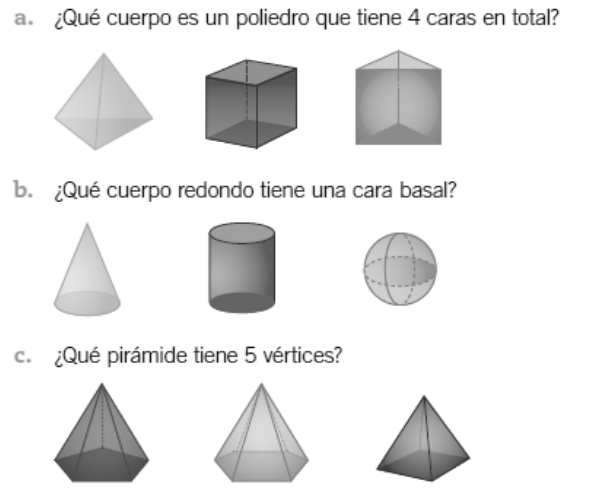 a. ¿Qué cuerpo es un poliedro que tiene 4 caras en total?
b. ¿Qué cuerpo redondo tiene una cara basal?
c. ¿Qué pirámide tiene 5 vértices?